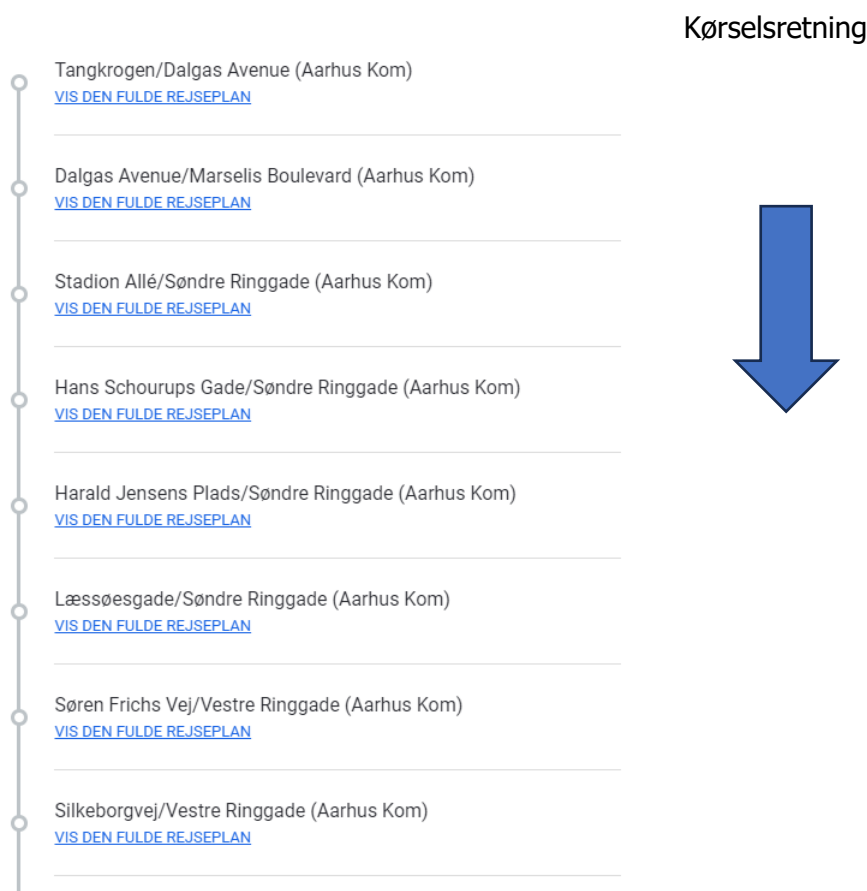 Kørselsretning
Tangkrogen/Dalgas Avenue (Aarhus Kom)
VIS DEN FULDE REJSEPLAN
Dalgas Avenue/Marselis Boulevard (Aarhus Kom)
VIS DEN FULDE REJSEPLAN
Stadion Allé/Søndre Ringgade (Aarhus Kom)
VIS DEN FULDE REJSEPLAN
Hans Schourups Gade/Søndre Ringgade (Aarhus Kom)
VIS DEN FULDE REJSEPLAN
Harald Jensens Plads/Søndre Ringgade (Aarhus Kom)
VIS DEN FULDE REJSEPLAN
Læssøesgade/Søndre Ringgade (Aarhus Kom)
VIS DEN FULDE REJSEPLAN
Søren Frichs Vej/Vestre Ringgade (Aarhus Kom)
VIS DEN FULDE REJSEPLAN
Silkeborgvej/Vestre Ringgade (Aarhus Kom)
VIS DEN FULDE REJSEPLAN